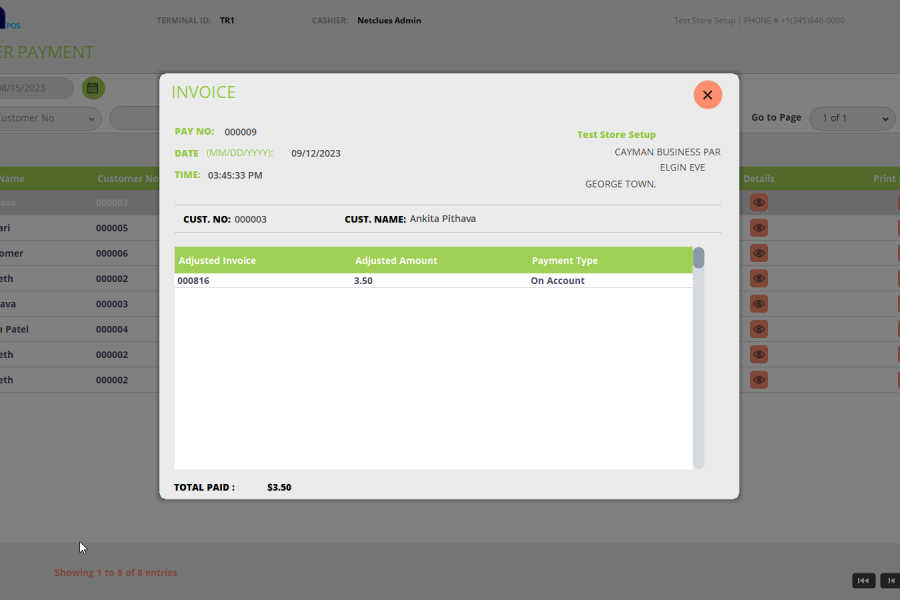 POS
TERMINAL ID: TR1 CASHIER: Netclues Admin Test Store Setup | PHONE # +1(345)946-0000
ER PAYMENT
08/15/2023
Customer No
Go to Page 1 of 1
INVOICE
PAY NO: 000009
DATE (MM/DD/YYYY): 09/12/2023
TIME: 03:45:33 PM
Test Store Setup
CAYMAN BUSINESS PAR
ELGIN EVE
GEORGE TOWN,
CUST. NO: 000003 CUST. NAME: Ankita Pithava
Adjusted Invoice Adjusted Amount Payment Type
000816 3.50 On Account
TOTAL PAID : $3.50
Name Customer No Details Print
ava 000003
ari 000005
omer 000006
eth 000002
ava 000003
n Patel 000004
eth 000002
eth 000002
Showing 1 to 8 of 8 entries